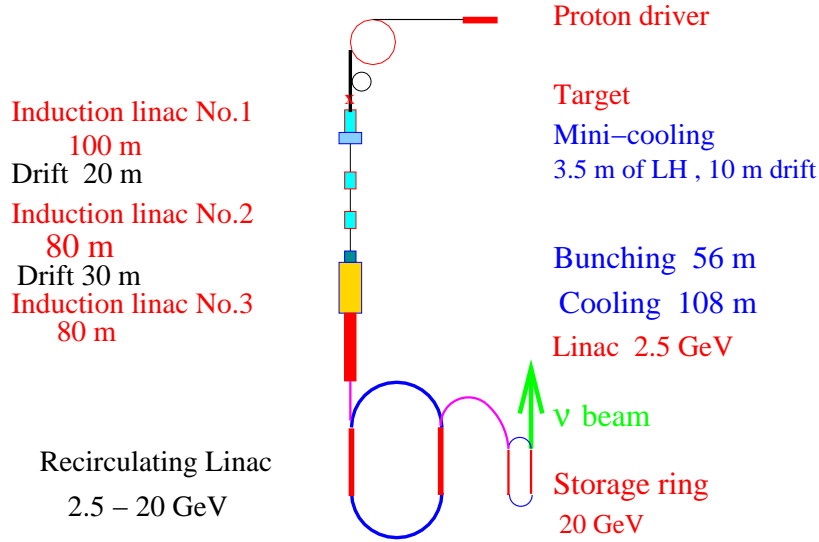 Proton driver
Induction linac No.1
100 m
Drift 20 m
Induction linac No.2
80 m
Drift 30 m
Induction linac No.3
80 m
x
Target
Mini−cooling
3.5 m of LH , 10 m drift
Bunching 56 m
Cooling 108 m
Linac 2.5 GeV
ν beam
Recirculating Linac
2.5 − 20 GeV
Storage ring
20 GeV